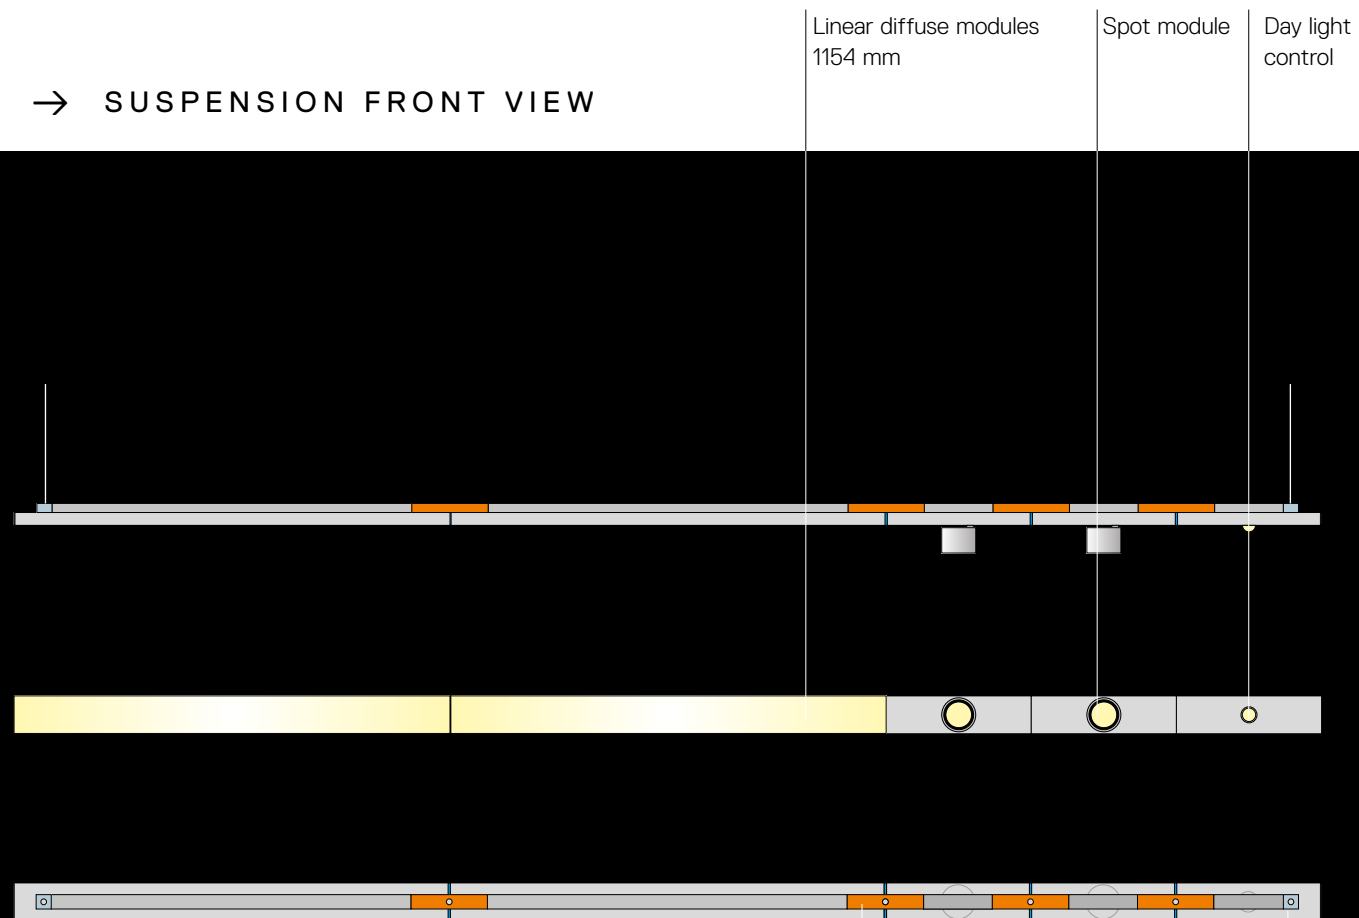 Linear diffuse modules
1154 mm
Spot module
Day light
control
→ SUSPENSION FRONT VIEW